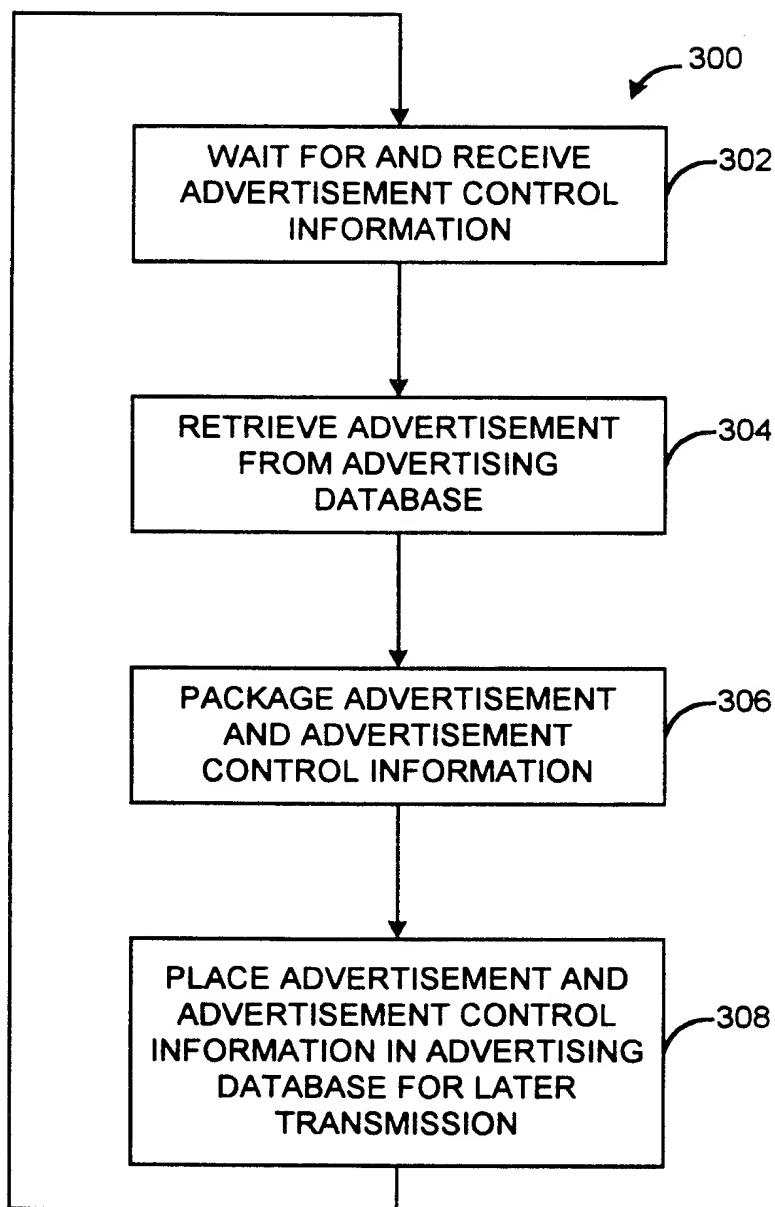 300
WAIT FOR AND RECEIVE
ADVERTISEMENT CONTROL
INFORMATION
302
RETRIEVE ADVERTISEMENT
FROM ADVERTISING
DATABASE
304
PACKAGE ADVERTISEMENT
AND ADVERTISEMENT
CONTROL INFORMATION
306
PLACE ADVERTISEMENT AND
ADVERTISEMENT CONTROL
INFORMATION IN ADVERTISING
DATABASE FOR LATER
TRANSMISSION
308